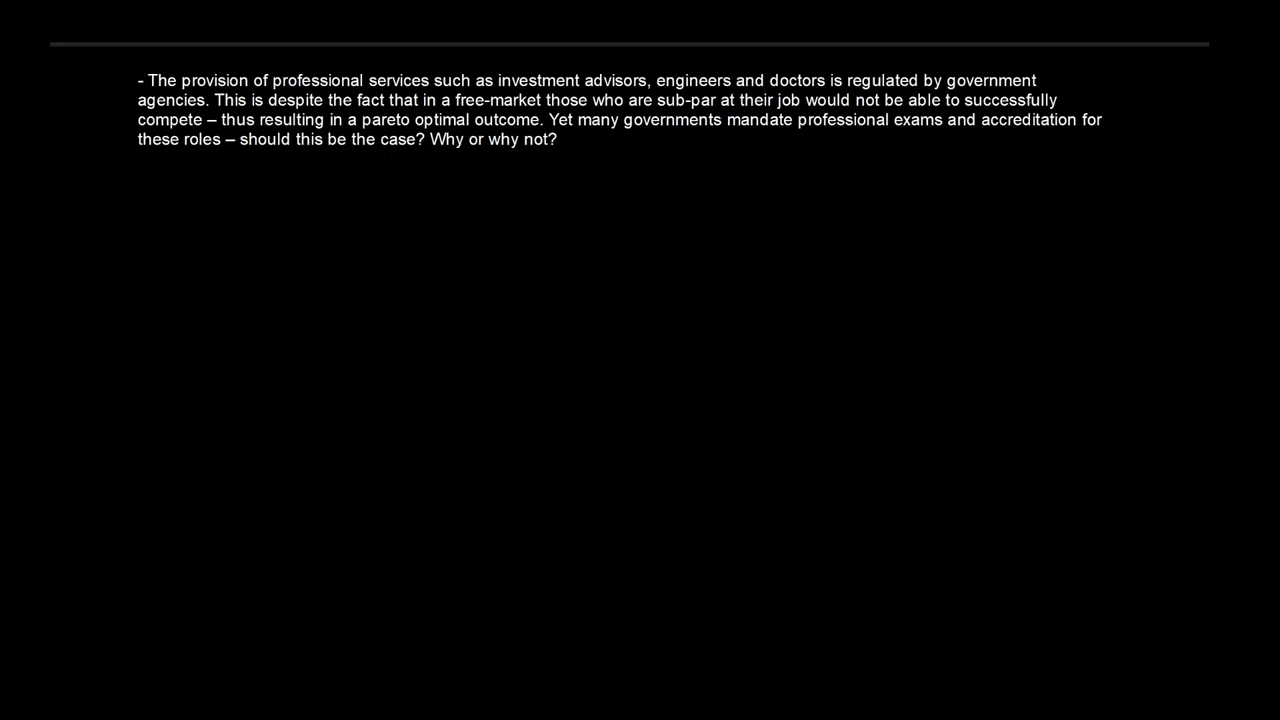 - The provision of professional services such as investment advisors, engineers and doctors is regulated by government
agencies. This is despite the fact that in a free-market those who are sub-par at their job would not be able to successfully
compete – thus resulting in a pareto optimal outcome. Yet many governments mandate professional exams and accreditation for
these roles – should this be the case? Why or why not?